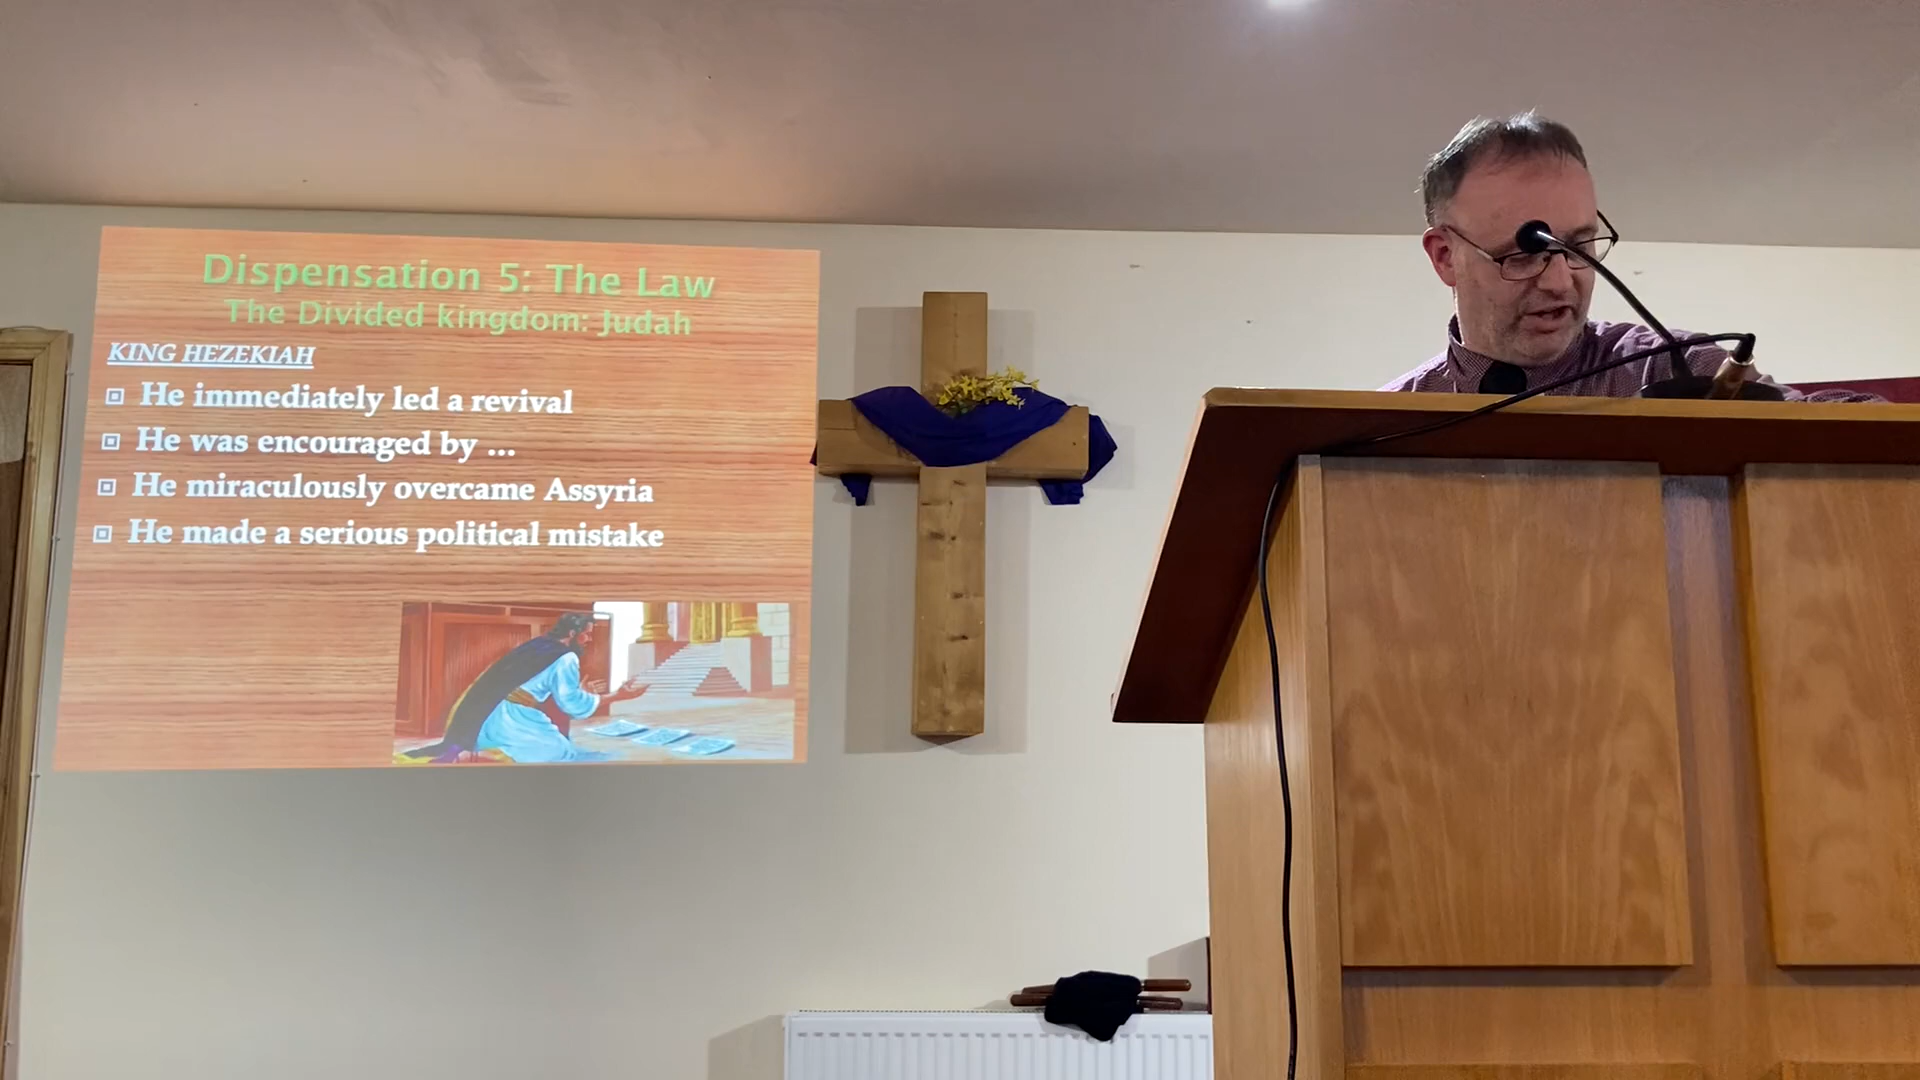 Dispensation 5: The Law
The Divided kingdom: Judah
KING HEZEKIAH
He immediately led a revival
He was encouraged by ...
He miraculously overcame Assyria
He made a serious political mistake